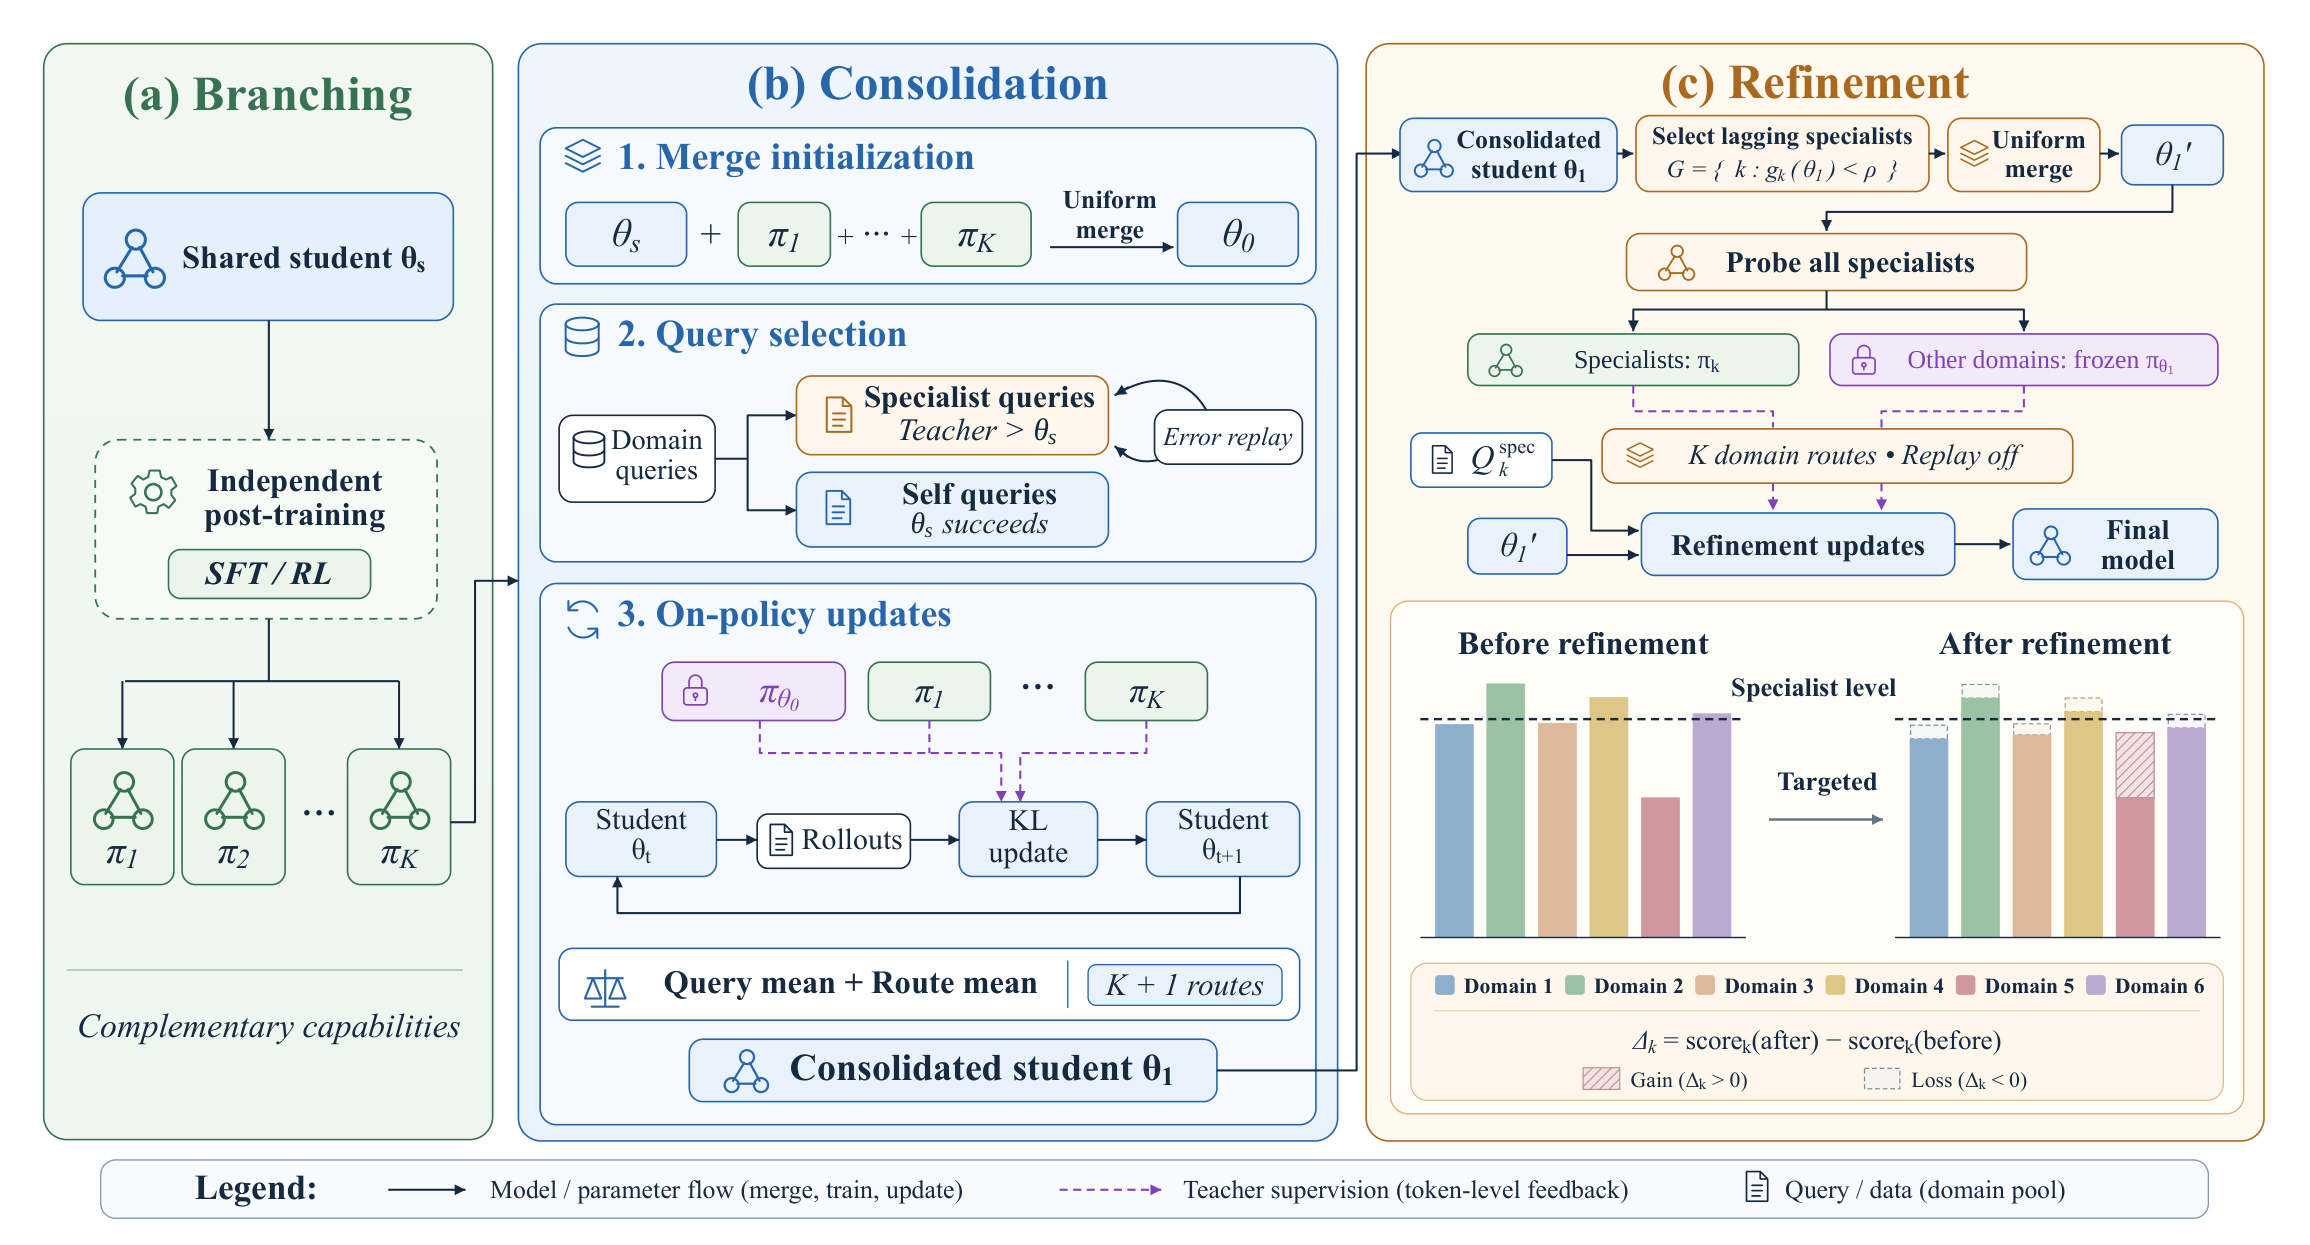 (a) Branching
Shared student θₛ
Independent
post-training
SFT / RL
π₁
π₂
···
π_K
Complementary capabilities
(b) Consolidation
1. Merge initialization
θₛ + π₁ + ··· + π_K
Uniform
merge
θ₀
2. Query selection
Domain
queries
Specialist queries
Teacher > θₛ
Error replay
Self queries
θₛ succeeds
3. On-policy updates
π_θ₀
π₁
···
π_K
Student
θₜ
Rollouts
KL
update
Student
θₜ₊₁
Query mean + Route mean
K + 1 routes
Consolidated student θ₁
(c) Refinement
Consolidated
student θ₁
Select lagging specialists
G = { k : gₖ ( θ₁ ) < ρ }
Uniform
merge
θ₁′
Probe all specialists
Specialists: πₖ
Other domains: frozen π_θ₁
Q_k^spec
K domain routes • Replay off
θ₁′
Refinement updates
Final
model
Before refinement
After refinement
Specialist level
Targeted
Domain 1
Domain 2
Domain 3
Domain 4
Domain 5
Domain 6
Δₖ = scoreₖ(after) − scoreₖ(before)
Gain (Δₖ > 0)
Loss (Δₖ < 0)
Legend:
Model / parameter flow (merge, train, update)
Teacher supervision (token-level feedback)
Query / data (domain pool)